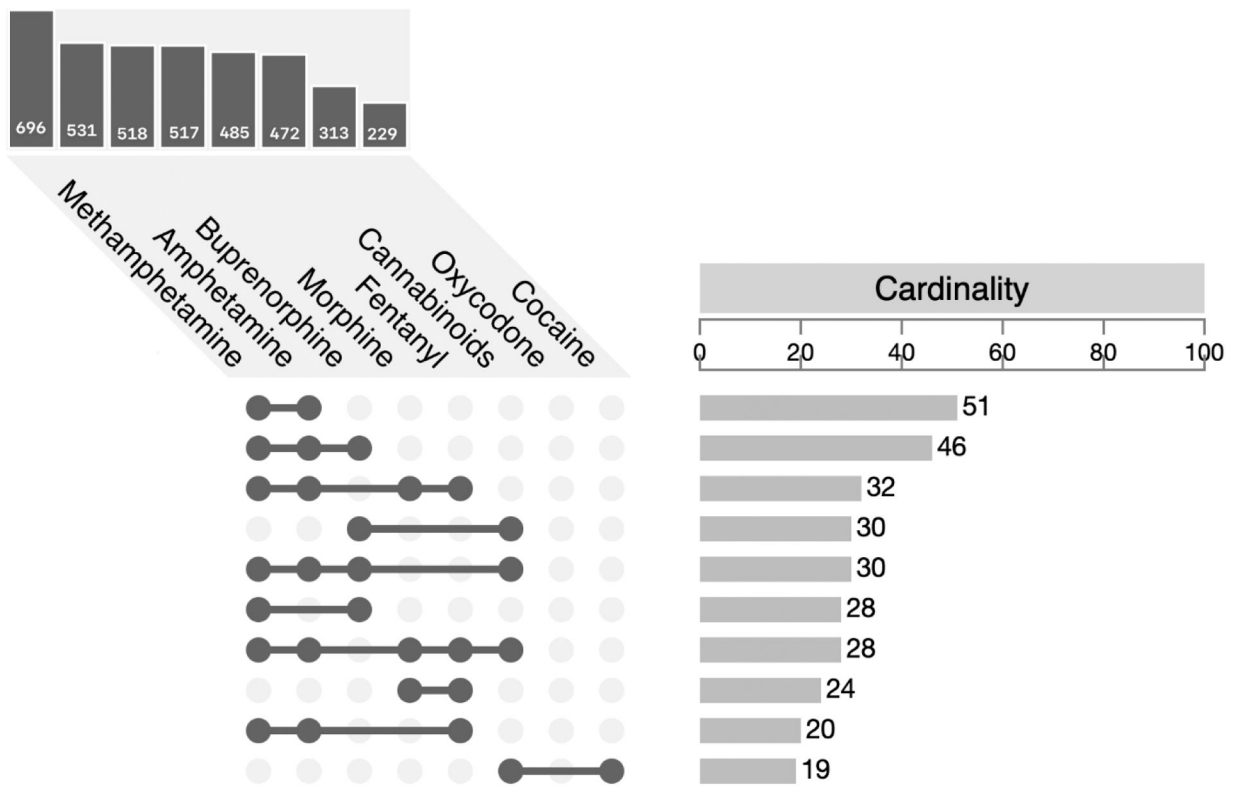 696 531 518 517 485 472 313 229
Methamphetamine
Amphetamine
Buprenorphine
Morphine
Fentanyl
Cannabinoids
Oxycodone
Cocaine
Cardinality
0 20 40 60 80 100
51
46
32
30
30
28
28
24
20
19